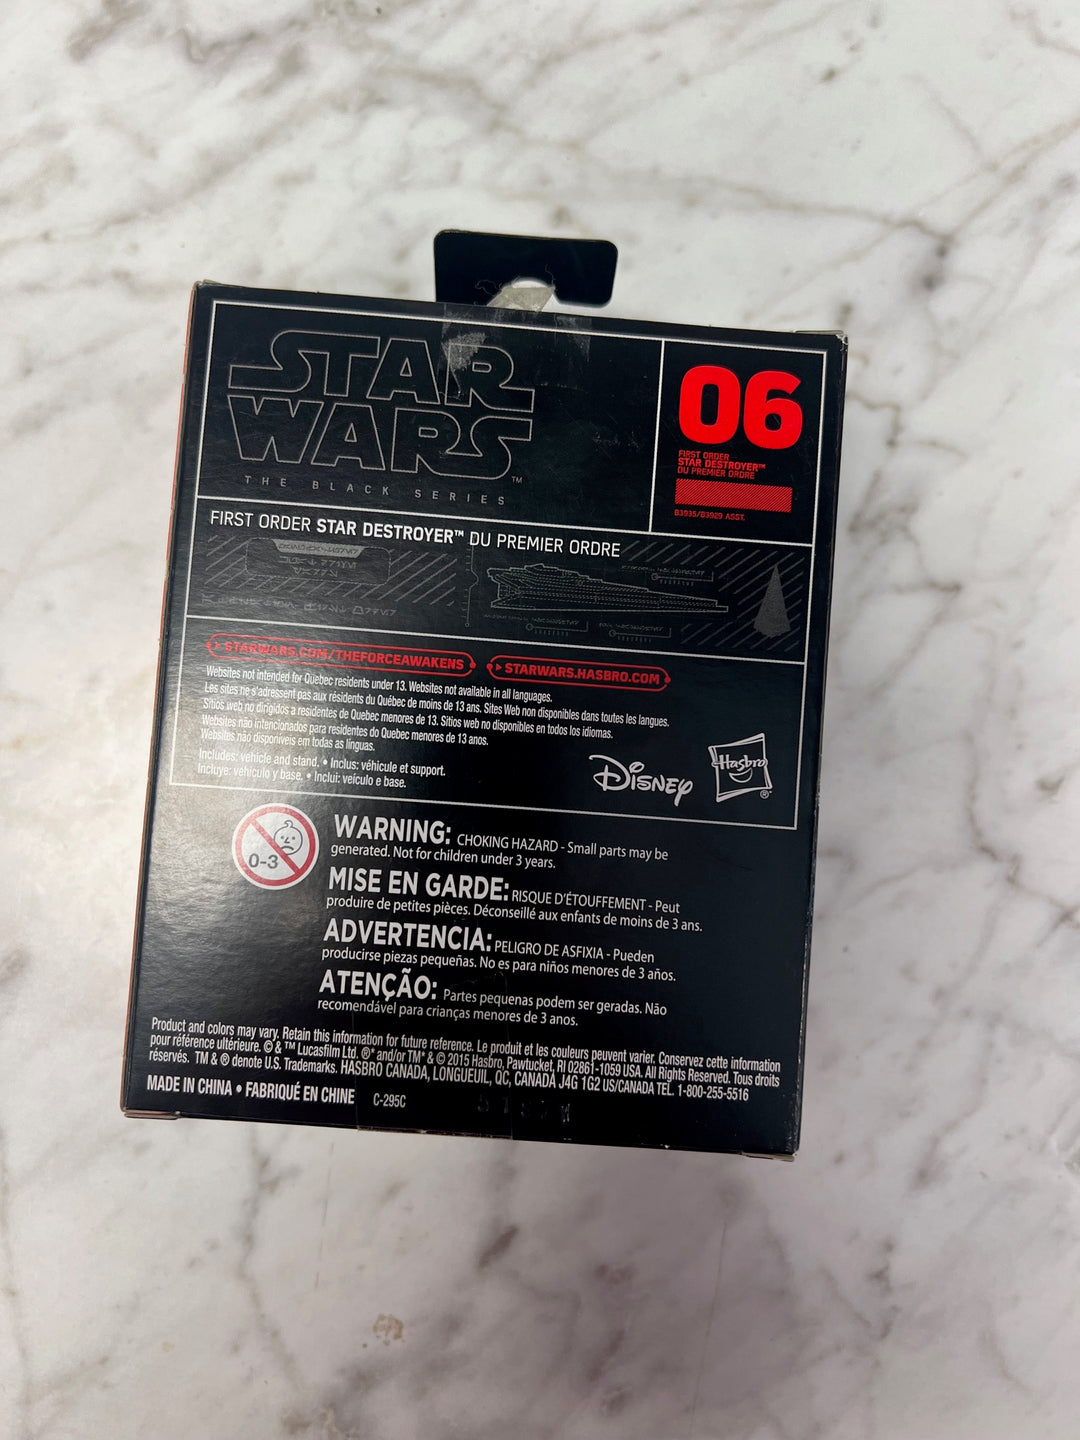 STAR
WARS™
THE BLACK SERIES
06
FIRST ORDER
STAR DESTROYER™
DU PREMIER ORDRE
B3935/B3929 ASST.
FIRST ORDER STAR DESTROYER™ DU PREMIER ORDRE
STARWARS.COM/THEFORCEAWAKENS
STARWARS.HASBRO.COM
Websites not intended for Quebec residents under 13. Websites not available in all languages.
Les sites ne s'adressent pas aux résidents du Québec de moins de 13 ans. Sites Web non disponibles dans toutes les langues.
Sitios web no dirigidos a residentes de Quebec menores de 13. Sitios web no disponibles en todos los idiomas.
Websites não intencionados para residentes do Quebec menores de 13 anos.
Websites não disponíveis em todas as línguas.
Includes: vehicle and stand. • Inclus: véhicule et support.
Incluye: vehículo y base. • Inclui: veículo e base.
Disney
Hasbro®
0-3
WARNING: CHOKING HAZARD - Small parts may be
generated. Not for children under 3 years.
MISE EN GARDE: RISQUE D'ÉTOUFFEMENT - Peut
produire de petites pièces. Déconseillé aux enfants de moins de 3 ans.
ADVERTENCIA: PELIGRO DE ASFIXIA - Pueden
producirse piezas pequeñas. No es para niños menores de 3 años.
ATENÇÃO: Partes pequenas podem ser geradas. Não
recomendável para crianças menores de 3 anos.
Product and colors may vary. Retain this information for future reference. Le produit et les couleurs peuvent varier. Conservez cette information
pour référence ultérieure. © & ™ Lucasfilm Ltd. ®* and/or TM* & © 2015 Hasbro, Pawtucket, RI 02861-1059 USA. All Rights Reserved. Tous droits
réservés. TM & ® denote U.S. Trademarks. HASBRO CANADA, LONGUEUIL, QC, CANADA J4G 1G2 US/CANADA TEL. 1-800-255-5516
MADE IN CHINA • FABRIQUÉ EN CHINE C-295C